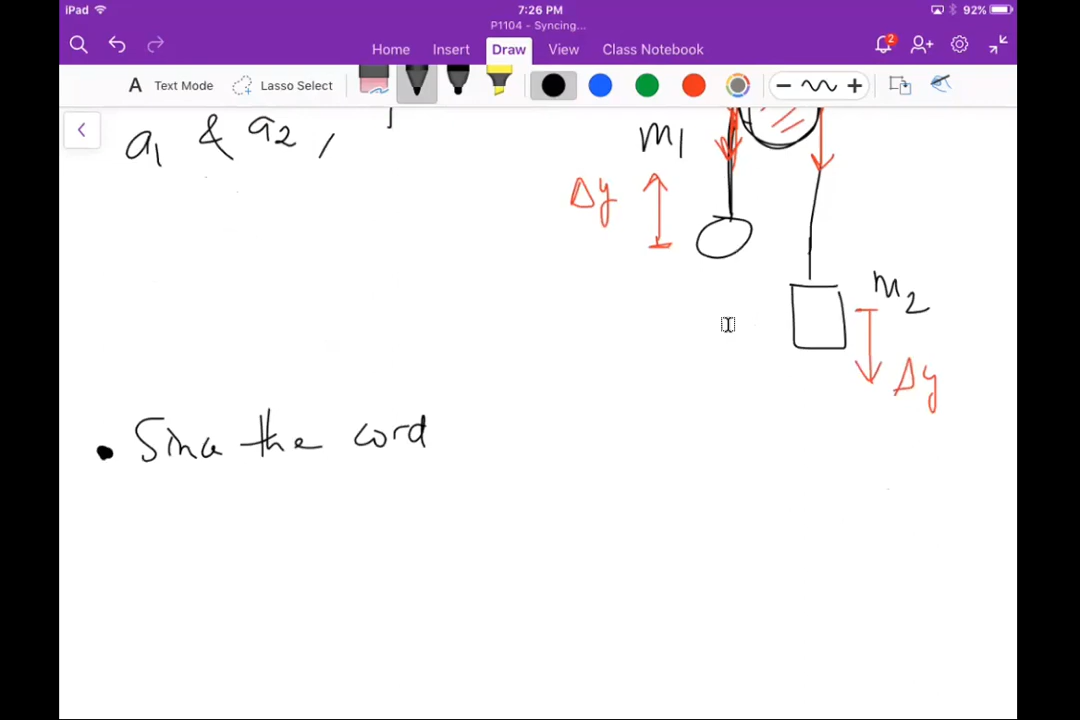 iPad 7:26 PM 92%
P1104 - Syncing...
Home Insert Draw View Class Notebook 2
A Text Mode Lasso Select
a1 & a2,
m1
Δy
m2
Δy
• Since the cord